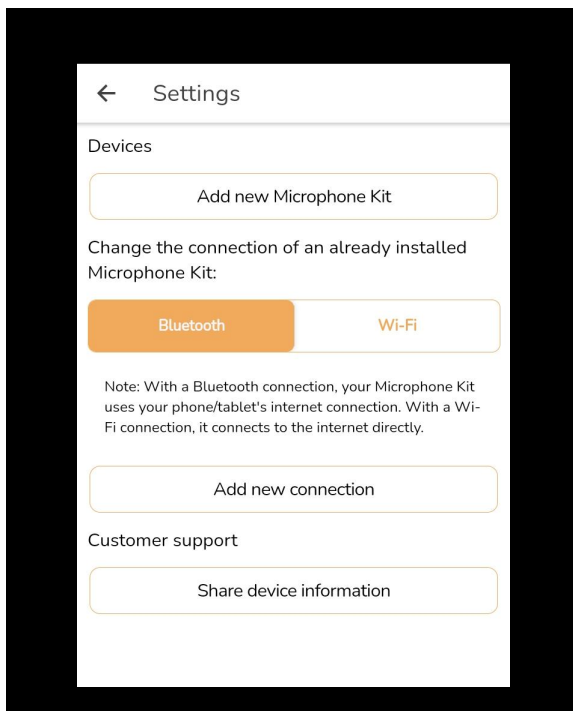 Settings
Devices
Add new Microphone Kit
Change the connection of an already installed
Microphone Kit:
Bluetooth
Wi-Fi
Note: With a Bluetooth connection, your Microphone Kit
uses your phone/tablet's internet connection. With a Wi-
Fi connection, it connects to the internet directly.
Add new connection
Customer support
Share device information